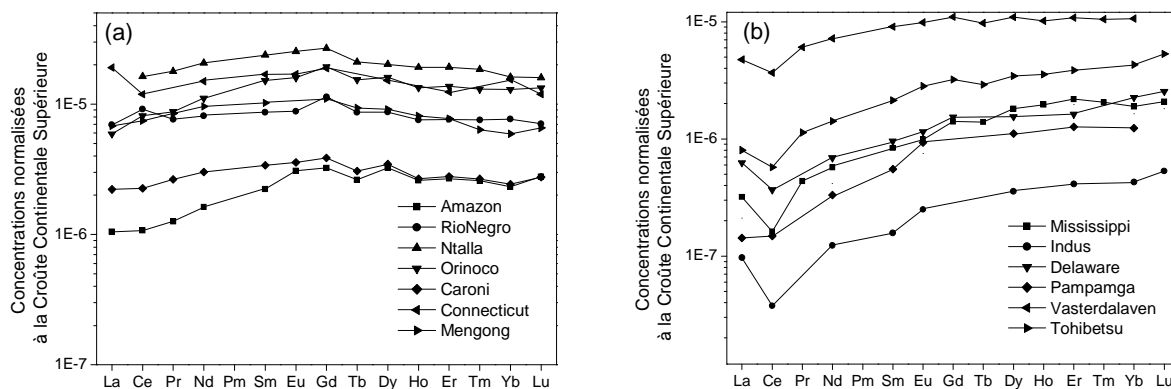 (a)
Concentrations normalisées
à la Croûte Continentale Supérieure
1E-5
1E-6
1E-7
Amazon
RioNegro
Ntalla
Orinoco
Caroni
Connecticut
Mengong
La Ce Pr Nd Pm Sm Eu Gd Tb Dy Ho Er Tm Yb Lu
(b)
Concentrations normalisées
à la Croûte Continentale Supérieure
1E-5
1E-6
1E-7
Mississippi
Indus
Delaware
Pampamga
Vasterdalaven
Tohibetsu
La Ce Pr Nd Pm Sm Eu Gd Tb Dy Ho Er Tm Yb Lu